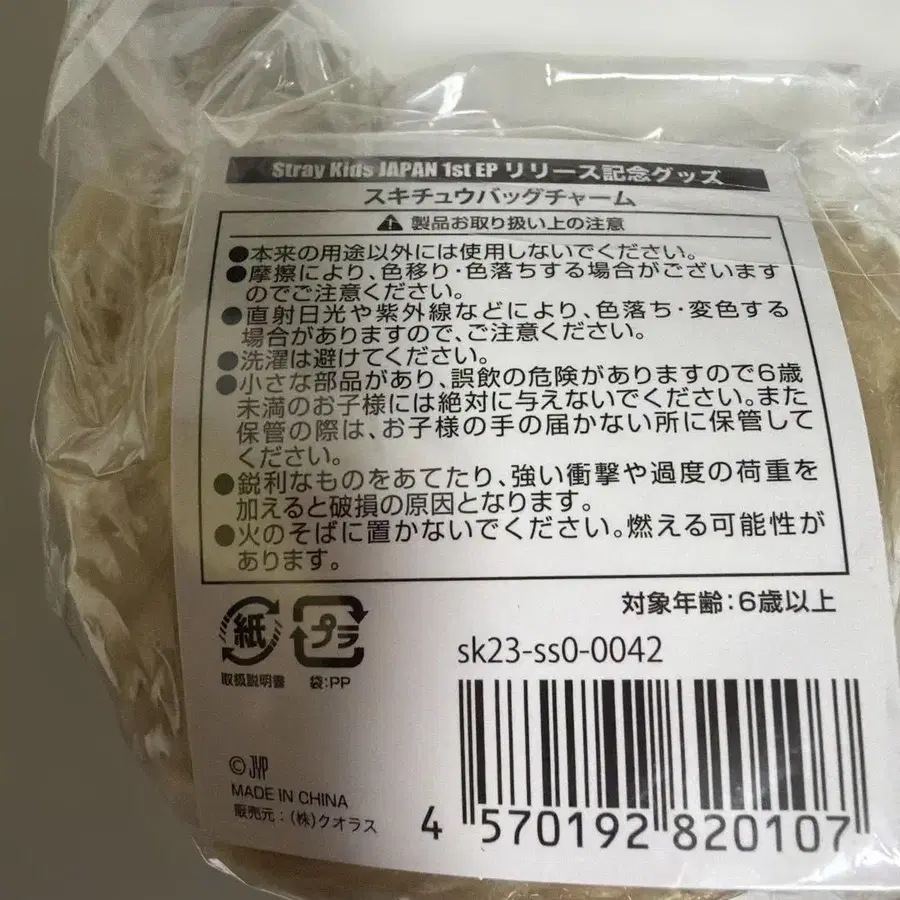 Stray Kids JAPAN 1st EP リリース記念グッズ
スキチュウバッグチャーム
製品お取り扱い上の注意
●本来の用途以外には使用しないでください。
●摩擦により、色移り・色落ちする場合がございます
のでご注意ください。
●直射日光や紫外線などにより、色落ち・変色する
場合がありますので、ご注意ください。
●洗濯は避けてください。
●小さな部品があり、誤飲の危険がありますので6歳
未満のお子様には絶対に与えないでください。また
保管の際は、お子様の手の届かない所に保管して
ください。
●鋭利なものをあてたり、強い衝撃や過度の荷重を
加えると破損の原因となります。
●火のそばに置かないでください。燃える可能性が
あります。
対象年齢：6歳以上
紙 プラ
取扱説明書 袋：PP
sk23-ss0-0042
©JYP
MADE IN CHINA
販売元：(株)クオラス
4 570192 820107